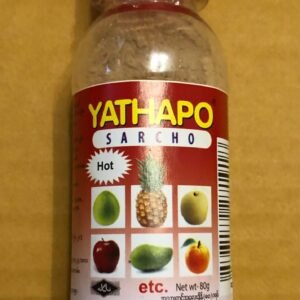 YATHAPO
SARCHO
Hot
etc. Net wt-80g